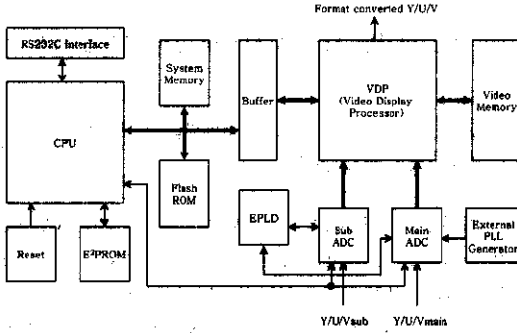 Format converted Y/U/V
RS232C Interface
System
Memory
Buffer
VDP
(Video Display
Processor)
Video
Memory
CPU
Flash
ROM
EPLD
Sub
ADC
Main
ADC
External
PLL
Generator
Reset
E²PROM
Y/U/Vsub
Y/U/Vmain